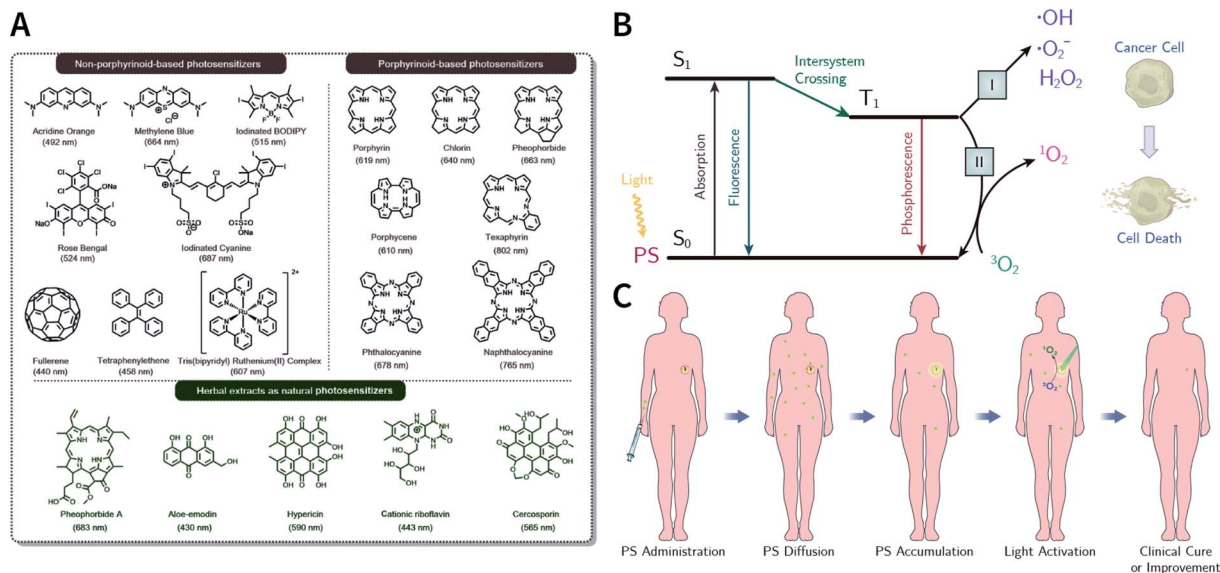 A
Non-porphyrinoid-based photosensitizers
Porphyrinoid-based photosensitizers
Acridine Orange
(492 nm)
Methylene Blue
(664 nm)
Iodinated BODIPY
(515 nm)
Porphyrin
(619 nm)
Chlorin
(640 nm)
Pheophorbide
(663 nm)
Rose Bengal
(524 nm)
Iodinated Cyanine
(687 nm)
Porphycene
(610 nm)
Texaphyrin
(802 nm)
Fullerene
(440 nm)
Tetraphenylethene
(458 nm)
Tris(bipyridyl) Ruthenium(II) Complex
(607 nm)
Phthalocyanine
(678 nm)
Naphthalocyanine
(765 nm)
Herbal extracts as natural photosensitizers
Pheophorbide A
(683 nm)
Aloe-emodin
(430 nm)
Hypericin
(590 nm)
Cationic riboflavin
(443 nm)
Cercosporin
(565 nm)
B
S₁
Intersystem
Crossing
T₁
Absorption
Fluorescence
Phosphorescence
Light
PS
S₀
I
II
·OH
·O₂⁻
H₂O₂
¹O₂
³O₂
Cancer Cell
Cell Death
C
¹O₂
³O₂
PS Administration
PS Diffusion
PS Accumulation
Light Activation
Clinical Cure
or Improvement